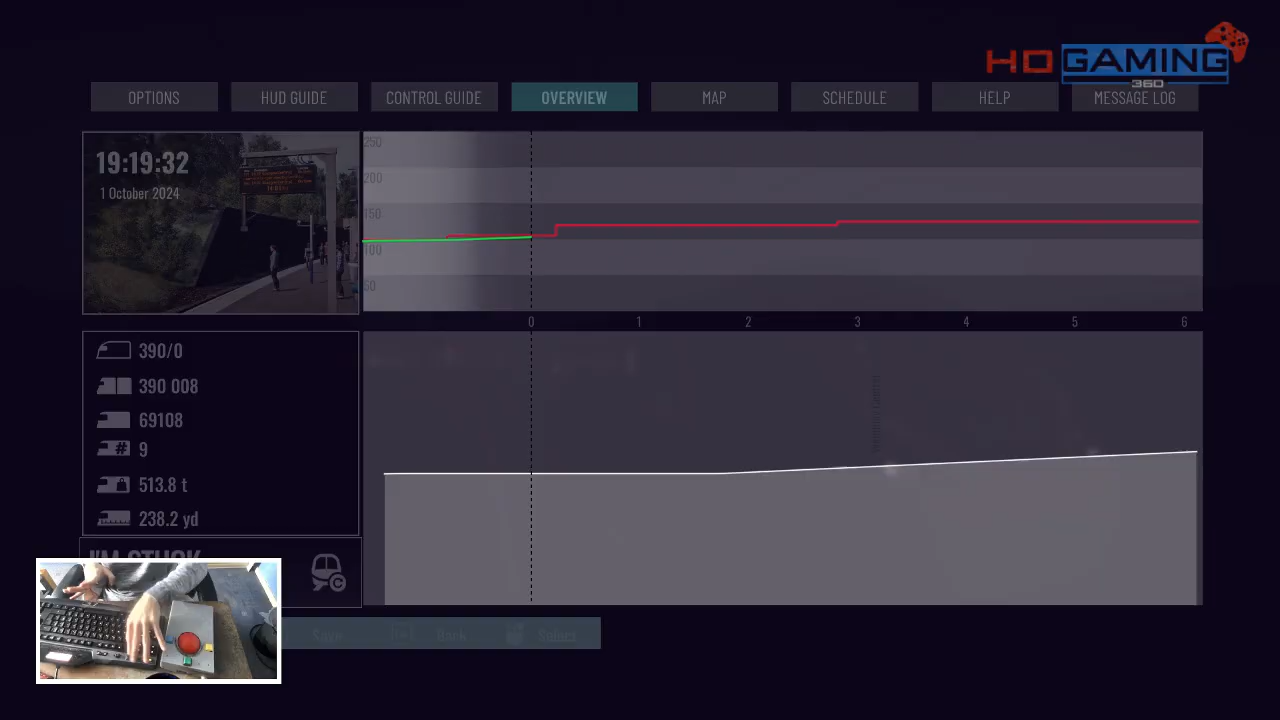 HD GAMING
360
OPTIONS
HUD GUIDE
CONTROL GUIDE
OVERVIEW
MAP
SCHEDULE
HELP
MESSAGE LOG
19:19:32
1 October 2024
250
200
150
100
50
0
1
2
3
4
5
6
390/0
390 008
69108
# 9
513.8 t
238.2 yd
I'M STUCK
C
Save
Back
Select